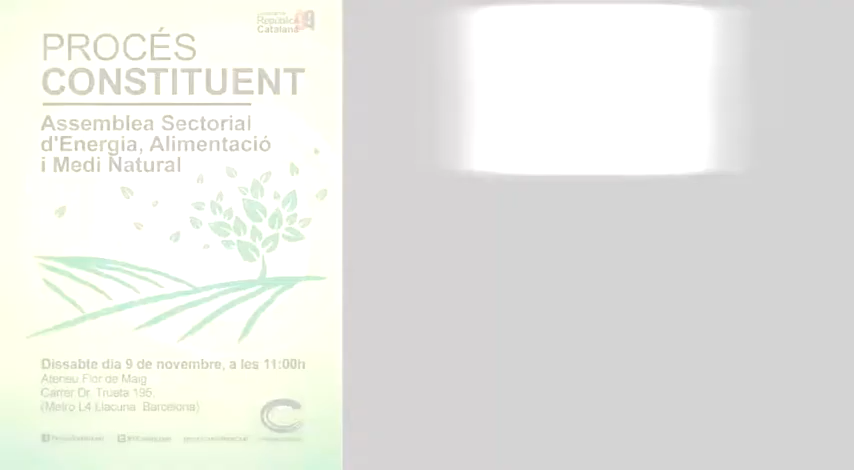 República
Catalana
PROCÉS
CONSTITUENT
Assemblea Sectorial
d'Energia, Alimentació
i Medi Natural
Dissabte dia 9 de novembre, a les 11:00h
Ateneu Flor de Maig
Carrer Dr. Trueta 195
(Metro L4 Llacuna. Barcelona)